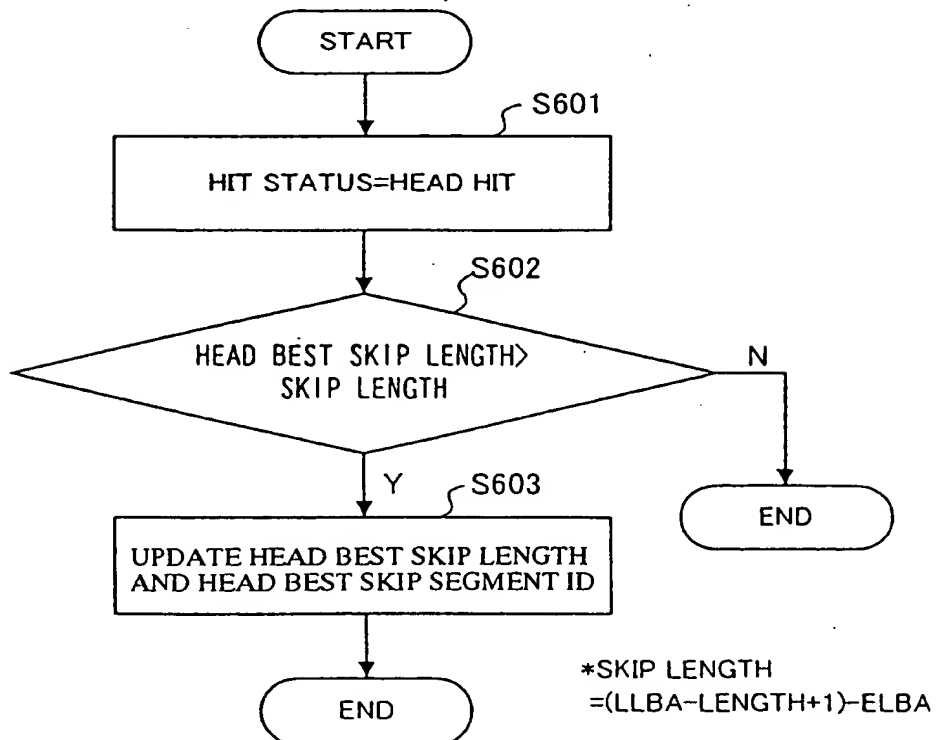 START
S601
HIT STATUS=HEAD HIT
S602
HEAD BEST SKIP LENGTH>
SKIP LENGTH
N
Y
S603
END
UPDATE HEAD BEST SKIP LENGTH
AND HEAD BEST SKIP SEGMENT ID
END
*SKIP LENGTH
=(LLBA-LENGTH+1)-ELBA